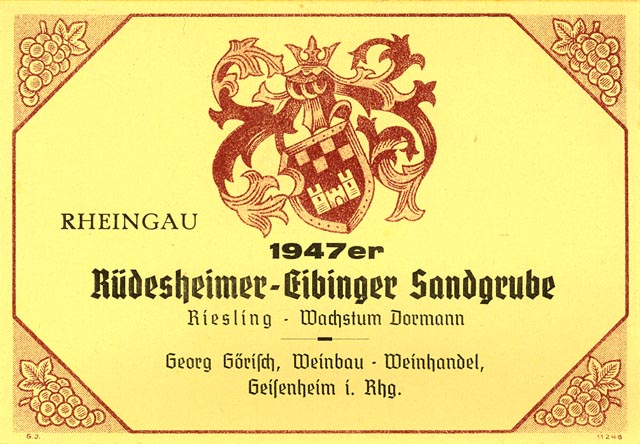 RHEINGAU
1947er
Rüdesheimer-Eibinger Sandgrube
Riesling - Wachstum Dormann
Georg Göriſch, Weinbau - Weinhandel,
Geiſenheim i. Rhg.
G.J. 11248